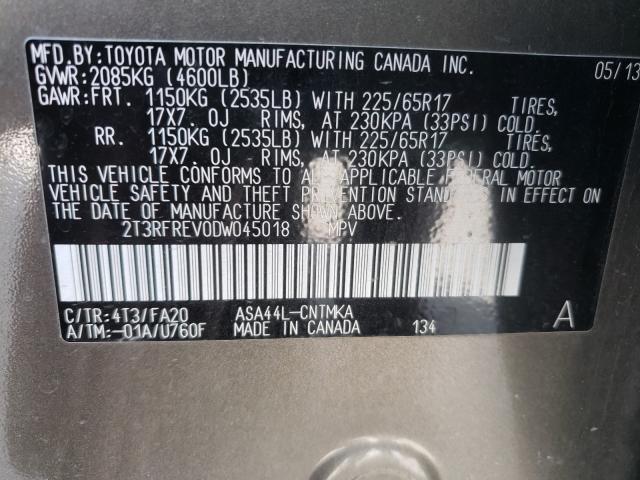 MFD.BY:TOYOTA MOTOR MANUFACTURING CANADA INC.
GVWR:2085KG (4600LB) 05/13
GAWR:FRT. 1150KG (2535LB) WITH 225/65R17 TIRES,
17X7.0J RIMS, AT 230KPA (33PSI) COLD.
RR. 1150KG (2535LB) WITH 225/65R17 TIRES,
17X7.0J RIMS, AT 230KPA (33PSI) COLD.
THIS VEHICLE CONFORMS TO ALL APPLICABLE FEDERAL MOTOR
VEHICLE SAFETY AND THEFT PREVENTION STANDARDS IN EFFECT ON
THE DATE OF MANUFACTURE SHOWN ABOVE.
2T3RFREV0DW045018 MPV
C/TR:4T3/FA20 ASA44L-CNTMKA A
A/TM:-01A/U760F MADE IN CANADA 134